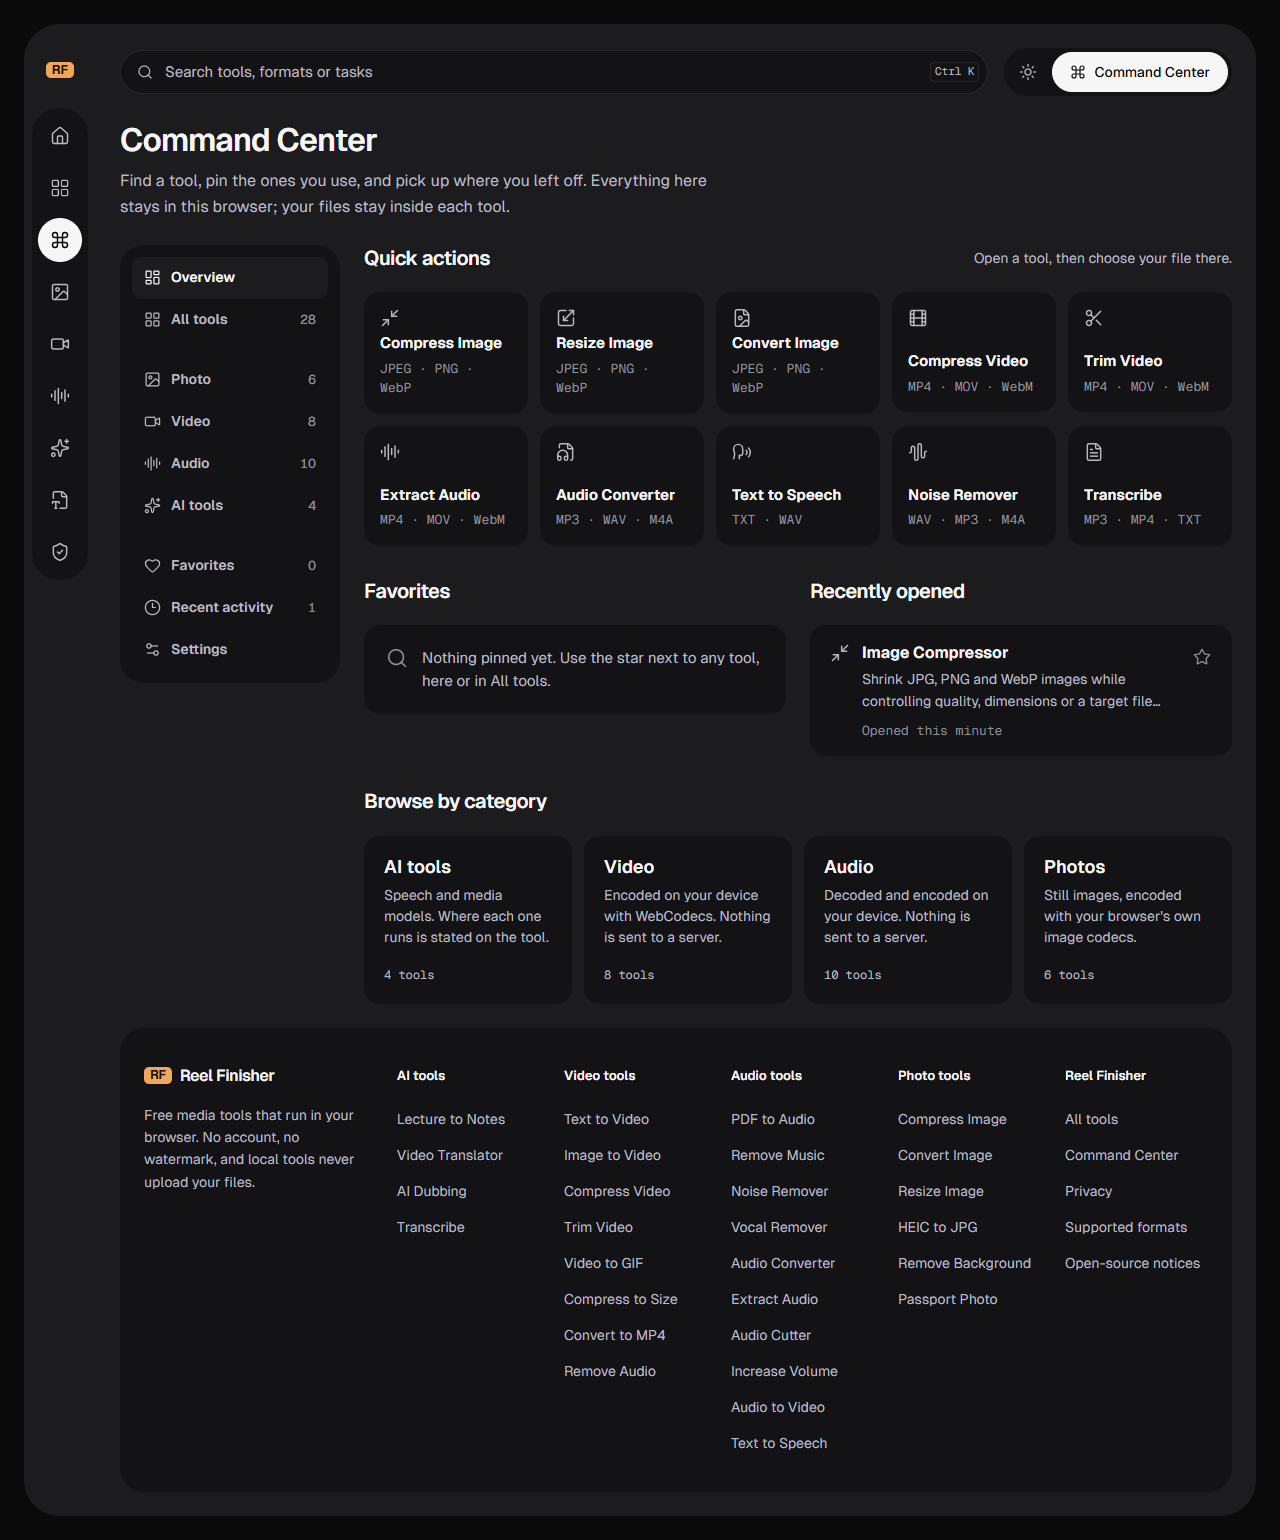 RF
Search tools, formats or tasks
Ctrl K
Command Center
Command Center
Find a tool, pin the ones you use, and pick up where you left off. Everything here
stays in this browser; your files stay inside each tool.
Overview
All tools 28
Photo 6
Video 8
Audio 10
AI tools 4
Favorites 0
Recent activity 1
Settings
Quick actions
Open a tool, then choose your file there.
Compress Image
JPEG · PNG ·
WebP
Resize Image
JPEG · PNG ·
WebP
Convert Image
JPEG · PNG ·
WebP
Compress Video
MP4 · MOV · WebM
Trim Video
MP4 · MOV · WebM
Extract Audio
MP4 · MOV · WebM
Audio Converter
MP3 · WAV · M4A
Text to Speech
TXT · WAV
Noise Remover
WAV · MP3 · M4A
Transcribe
MP3 · MP4 · TXT
Favorites
Nothing pinned yet. Use the star next to any tool,
here or in All tools.
Recently opened
Image Compressor
Shrink JPG, PNG and WebP images while
controlling quality, dimensions or a target file…
Opened this minute
Browse by category
AI tools
Speech and media
models. Where each one
runs is stated on the tool.
4 tools
Video
Encoded on your device
with WebCodecs. Nothing
is sent to a server.
8 tools
Audio
Decoded and encoded on
your device. Nothing is
sent to a server.
10 tools
Photos
Still images, encoded
with your browser's own
image codecs.
6 tools
RF Reel Finisher
Free media tools that run in your
browser. No account, no
watermark, and local tools never
upload your files.
AI tools
Lecture to Notes
Video Translator
AI Dubbing
Transcribe
Video tools
Text to Video
Image to Video
Compress Video
Trim Video
Video to GIF
Compress to Size
Convert to MP4
Remove Audio
Audio tools
PDF to Audio
Remove Music
Noise Remover
Vocal Remover
Audio Converter
Extract Audio
Audio Cutter
Increase Volume
Audio to Video
Text to Speech
Photo tools
Compress Image
Convert Image
Resize Image
HEIC to JPG
Remove Background
Passport Photo
Reel Finisher
All tools
Command Center
Privacy
Supported formats
Open-source notices